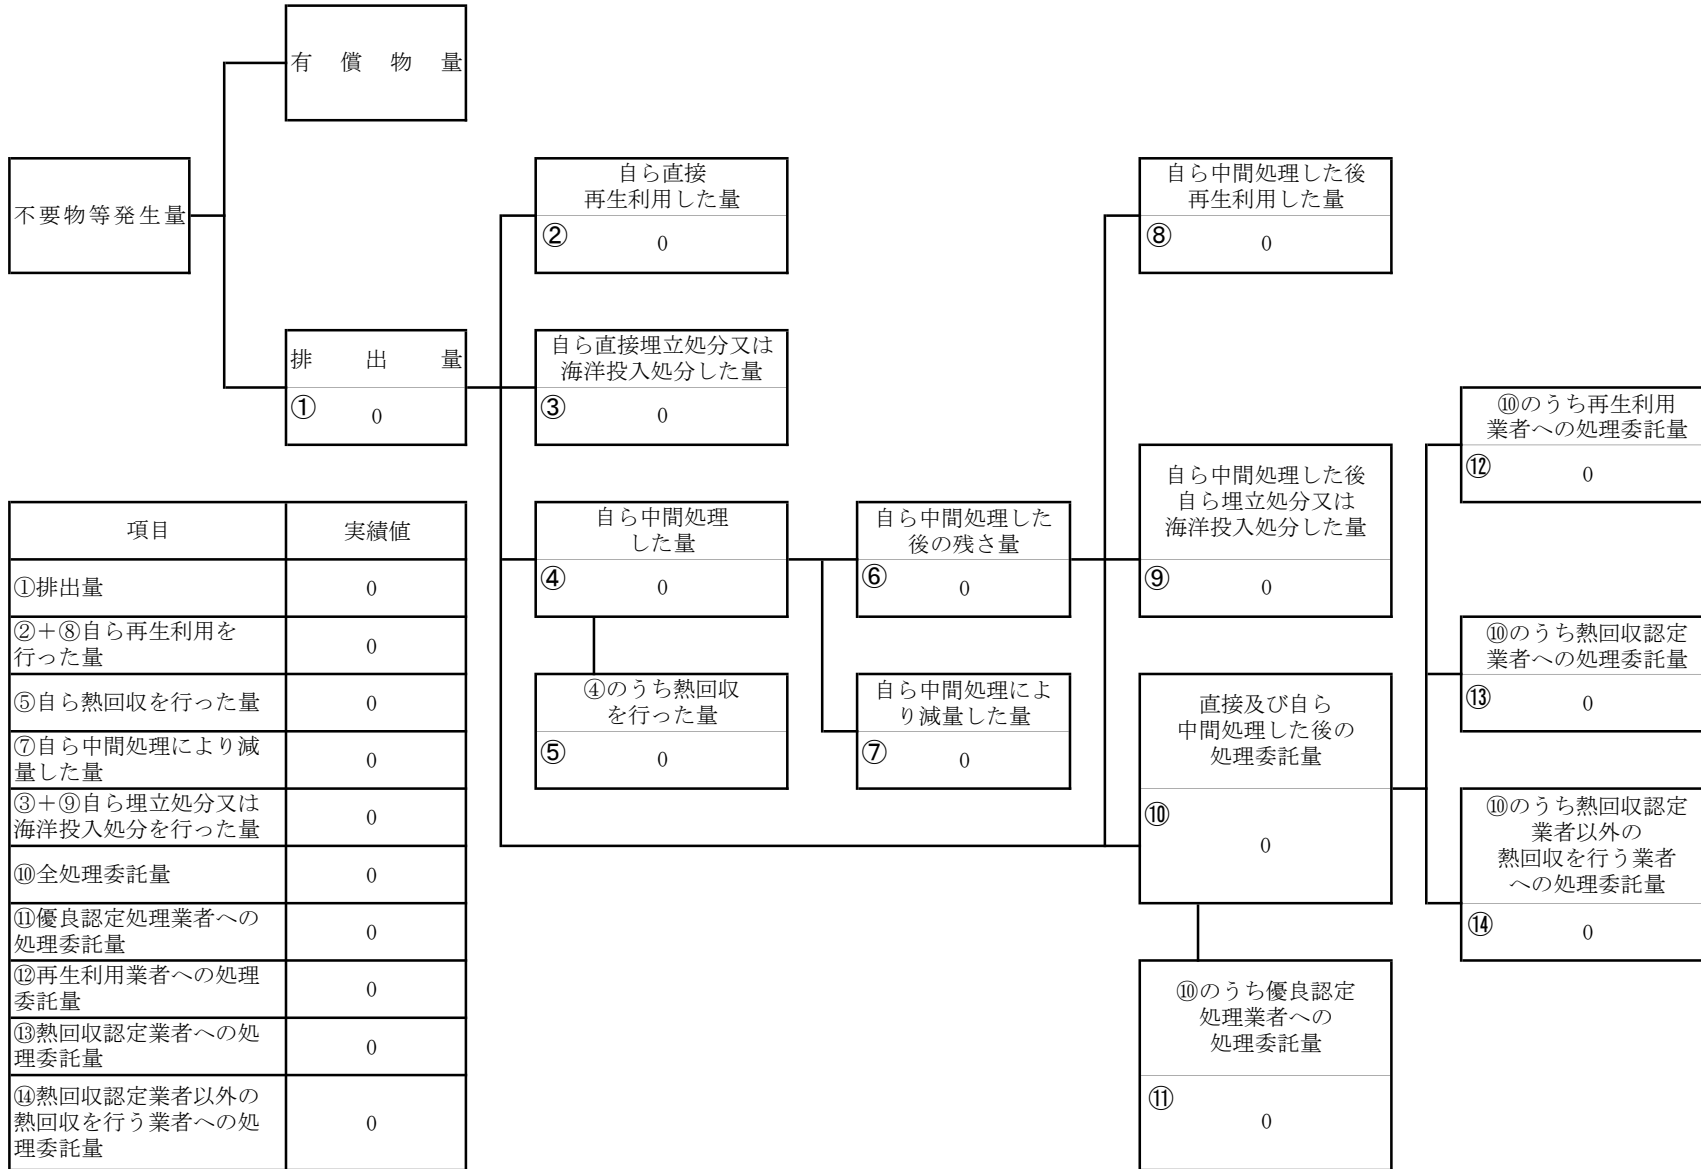 有償物量
不要物等発生量
排出量
① 0
自ら直接
再生利用した量
② 0
自ら直接埋立処分又は
海洋投入処分した量
③ 0
自ら中間処理
した量
④ 0
④のうち熱回収
を行った量
⑤ 0
自ら中間処理した
後の残さ量
⑥ 0
自ら中間処理によ
り減量した量
⑦ 0
自ら中間処理した後
再生利用した量
⑧ 0
自ら中間処理した後
自ら埋立処分又は
海洋投入処分した量
⑨ 0
直接及び自ら
中間処理した後の
処理委託量
⑩
0
⑩のうち優良認定
処理業者への
処理委託量
⑪
0
⑩のうち再生利用
業者への処理委託量
⑫ 0
⑩のうち熱回収認定
業者への処理委託量
⑬ 0
⑩のうち熱回収認定
業者以外の
熱回収を行う業者
への処理委託量
⑭ 0
項目 実績値
①排出量 0
②＋⑧自ら再生利用を
行った量 0
⑤自ら熱回収を行った量 0
⑦自ら中間処理により減
量した量 0
③＋⑨自ら埋立処分又は
海洋投入処分を行った量 0
⑩全処理委託量 0
⑪優良認定処理業者への
処理委託量 0
⑫再生利用業者への処理
委託量 0
⑬熱回収認定業者への処
理委託量 0
⑭熱回収認定業者以外の
熱回収を行う業者への処 0
理委託量